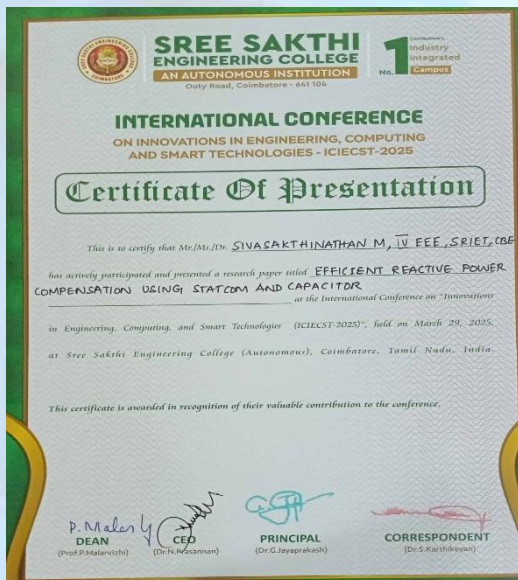 SREE SAKTHI ENGINEERING COLLEGE
COIMBATORE
SREE SAKTHI
ENGINEERING COLLEGE
AN AUTONOMOUS INSTITUTION
Ooty Road, Coimbatore - 641 104
Coimbatore's
No. 1 Industry
Integrated
Campus
INTERNATIONAL CONFERENCE
ON INNOVATIONS IN ENGINEERING, COMPUTING
AND SMART TECHNOLOGIES - ICIECST-2025
Certificate Of Presentation
This is to certify that Mr./Ms./Dr. SIVASAKTHINATHAN M, IV EEE, SRIET, CBE
has actively participated and presented a research paper titled EFFICIENT REACTIVE POWER
COMPENSATION USING STATCOM AND CAPACITOR
at the International Conference on "Innovations
in Engineering, Computing, and Smart Technologies (ICIECST-2025)", held on March 29, 2025,
at Sree Sakthi Engineering College (Autonomous), Coimbatore, Tamil Nadu, India.
This certificate is awarded in recognition of their valuable contribution to the conference.
P. Malar
DEAN CEO PRINCIPAL CORRESPONDENT
(Prof.P.Malarvizhi) (Dr.N.Prasannan) (Dr.G.Jayaprakash) (Dr.S.Karthikeyan)